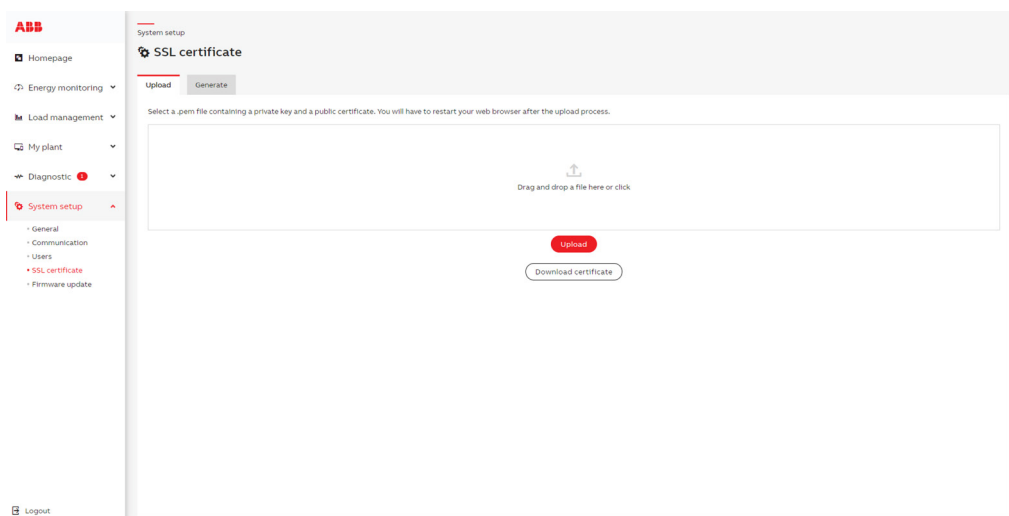 ABB
Homepage
Energy monitoring
Load management
My plant
Diagnostic 1
System setup
General
Communication
Users
SSL certificate
Firmware update
Logout
System setup
SSL certificate
Upload Generate
Select a .pem file containing a private key and a public certificate. You will have to restart your web browser after the upload process.
Drag and drop a file here or click
Upload
Download certificate